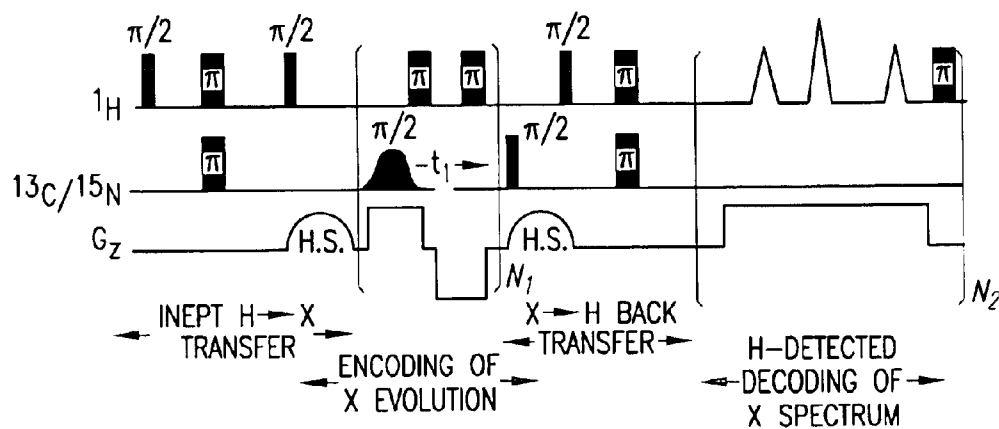 π/2 π/2 π/2
π π π π π
¹H
π/2 π/2
π t₁ π
¹³C/¹⁵N
G_Z H.S. H.S.
N₁ N₂
INEPT H→X TRANSFER
ENCODING OF X EVOLUTION
X→H BACK TRANSFER
H-DETECTED DECODING OF X SPECTRUM